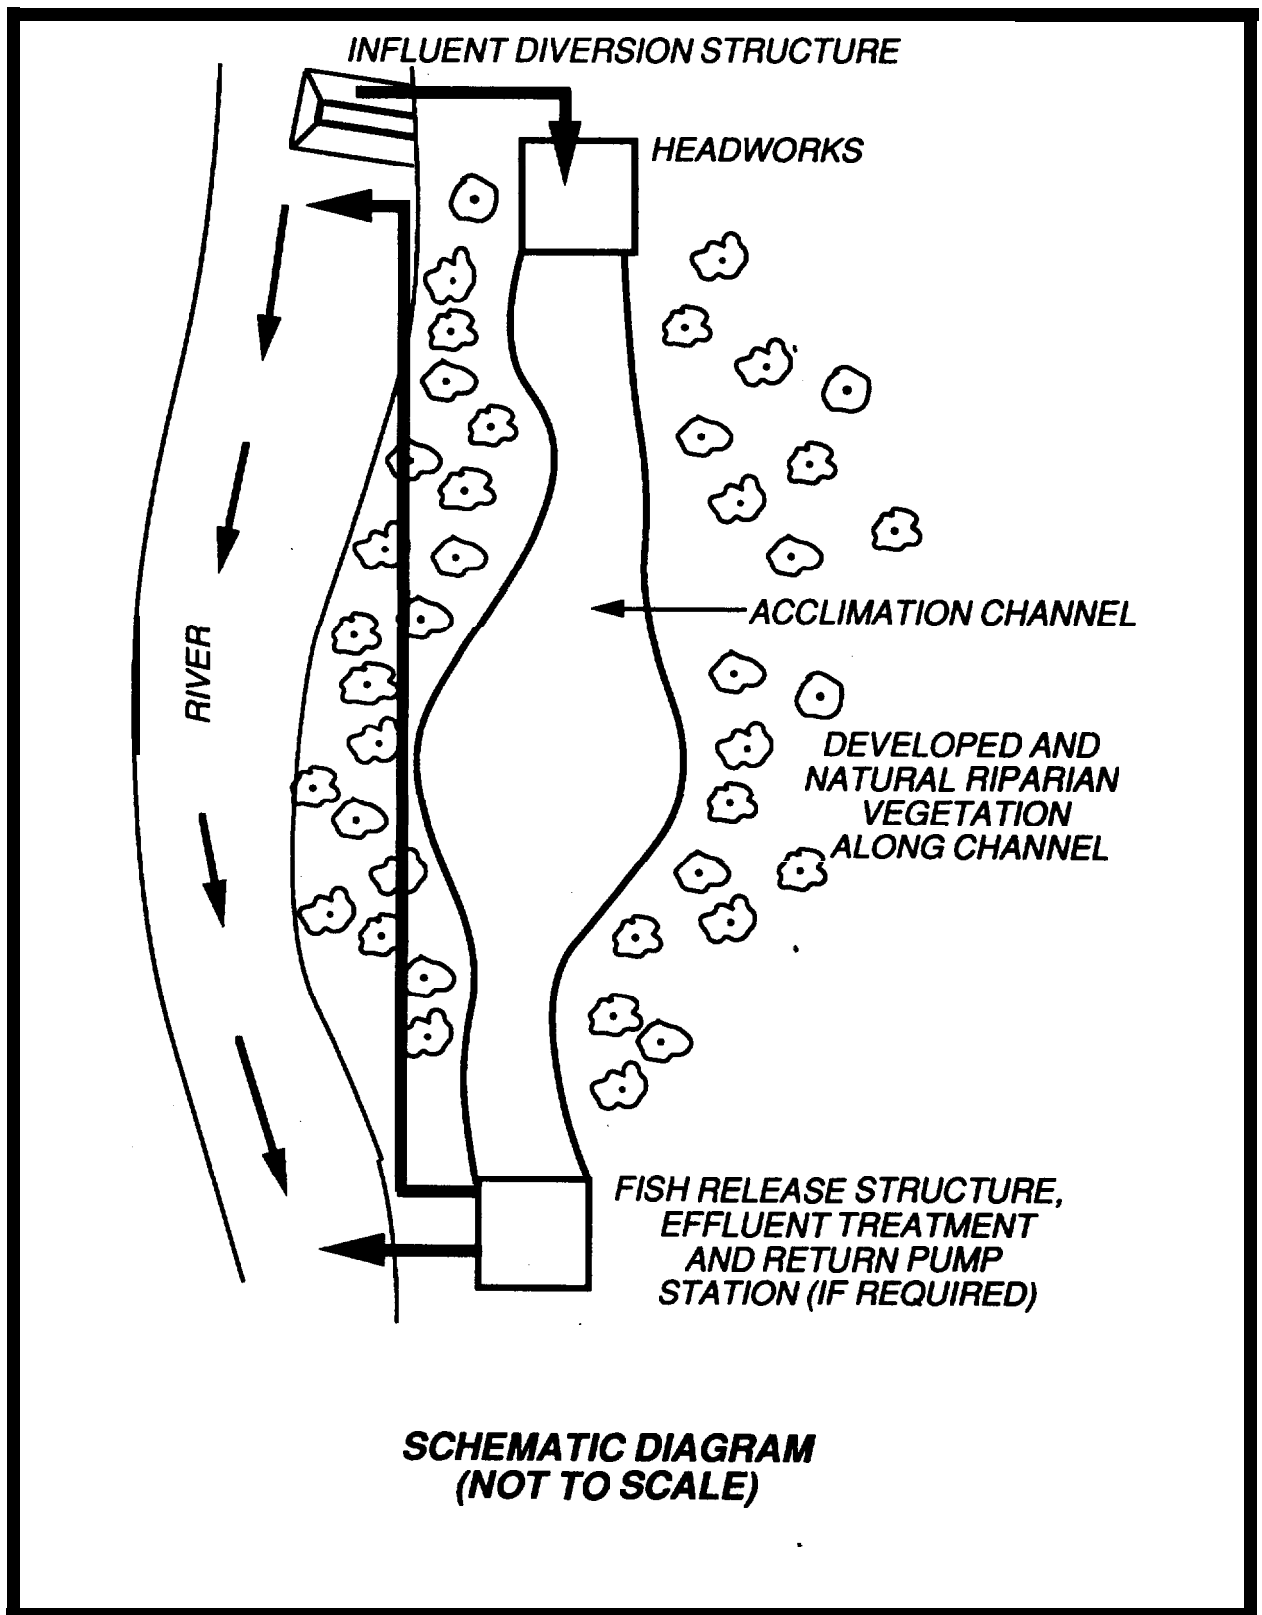 INFLUENT DIVERSION STRUCTURE
HEADWORKS
ACCLIMATION CHANNEL
RIVER
DEVELOPED AND
NATURAL RIPARIAN
VEGETATION
ALONG CHANNEL
FISH RELEASE STRUCTURE,
EFFLUENT TREATMENT
AND RETURN PUMP
STATION (IF REQUIRED)
SCHEMATIC DIAGRAM
(NOT TO SCALE)